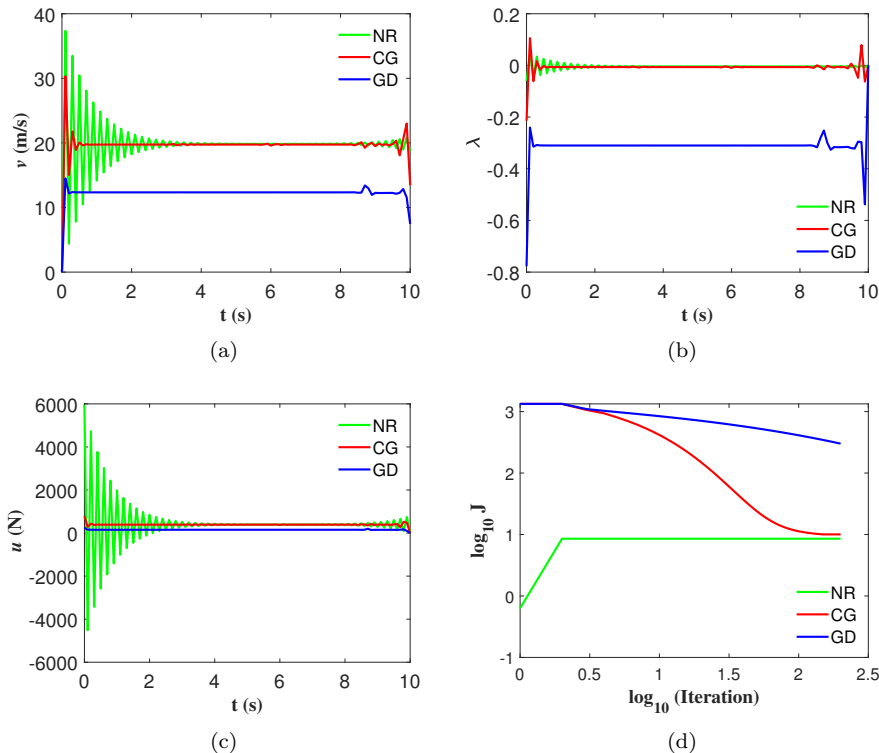 40
30
20
10
0
v (m/s)
NR
CG
GD
0 2 4 6 8 10
t (s)
(a)
0.2
0
-0.2
-0.4
-0.6
-0.8
λ
NR
CG
GD
0 2 4 6 8 10
t (s)
(b)
6000
4000
2000
0
-2000
-4000
-6000
u (N)
NR
CG
GD
0 2 4 6 8 10
t (s)
(c)
3
2
1
0
-1
log10 J
NR
CG
GD
0 0.5 1 1.5 2 2.5
log10 (Iteration)
(d)